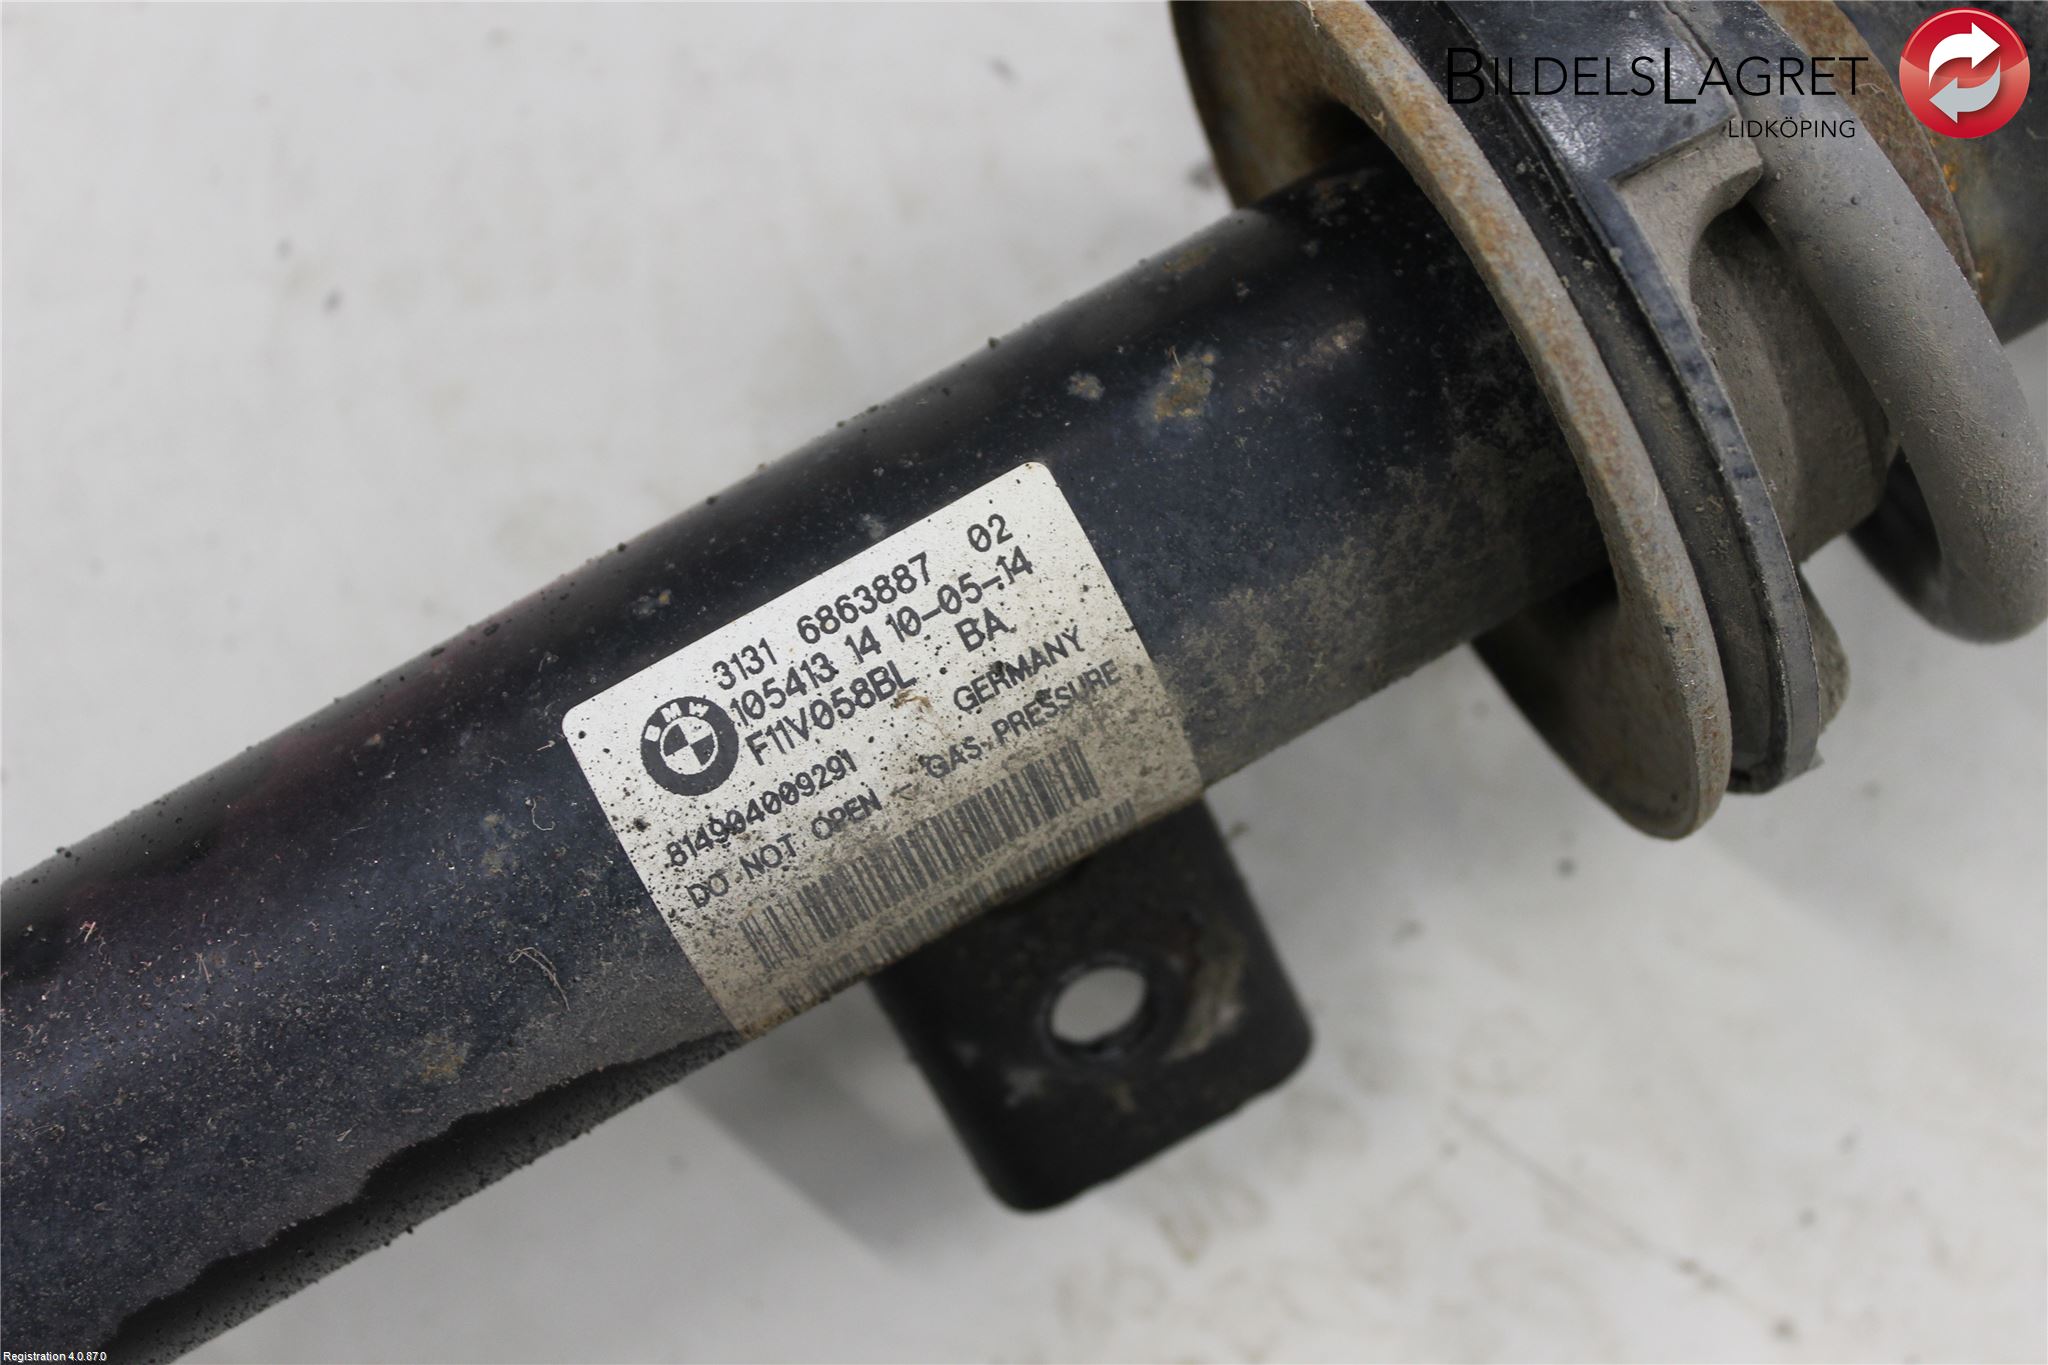 BILDELSLAGRET
LIDKÖPING
3131 6863887 02
105413 14 10-05-14
F11V058BL BA
BMW
GERMANY
814904009291
DO NOT OPEN - GAS-PRESSURE
Registration 4.0.87.0